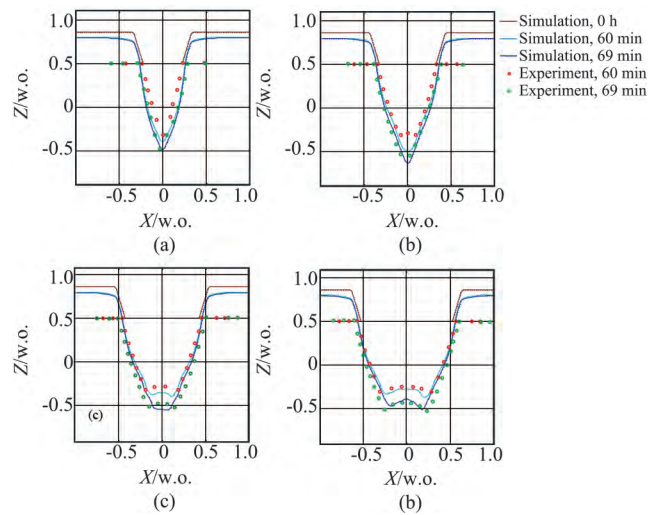 1.0
0.5
0
-0.5
Z/w.o.
-0.5 0 0.5 1.0
X/w.o.
(a)
1.0
0.5
0
-0.5
Z/w.o.
-0.5 0 0.5 1.0
X/w.o.
(b)
Simulation, 0 h
Simulation, 60 min
Simulation, 69 min
Experiment, 60 min
Experiment, 69 min
1.0
0.5
0
-0.5
Z/w.o.
(c)
-0.5 0 0.5 1.0
X/w.o.
(c)
1.0
0.5
0
-0.5
Z/w.o.
-0.5 0 0.5 1.0
X/w.o.
(b)